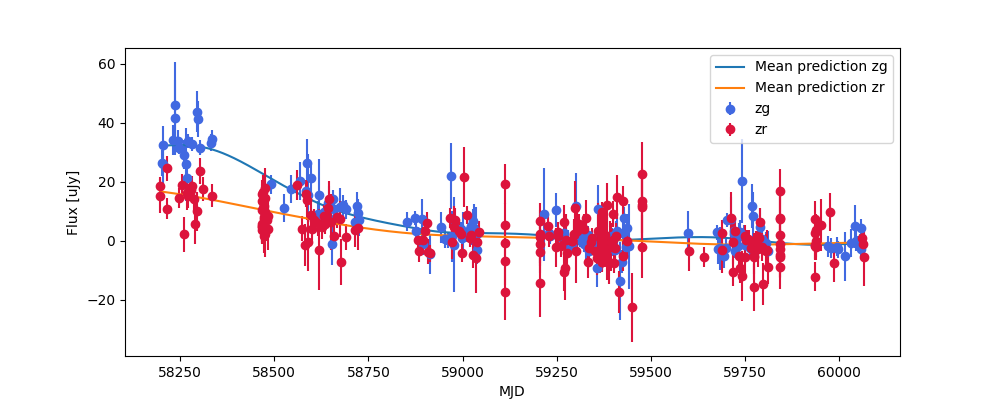 Mean prediction zg
Mean prediction zr
zg
zr
60
40
20
0
−20
Flux [uJy]
58250 58500 58750 59000 59250 59500 59750 60000
MJD